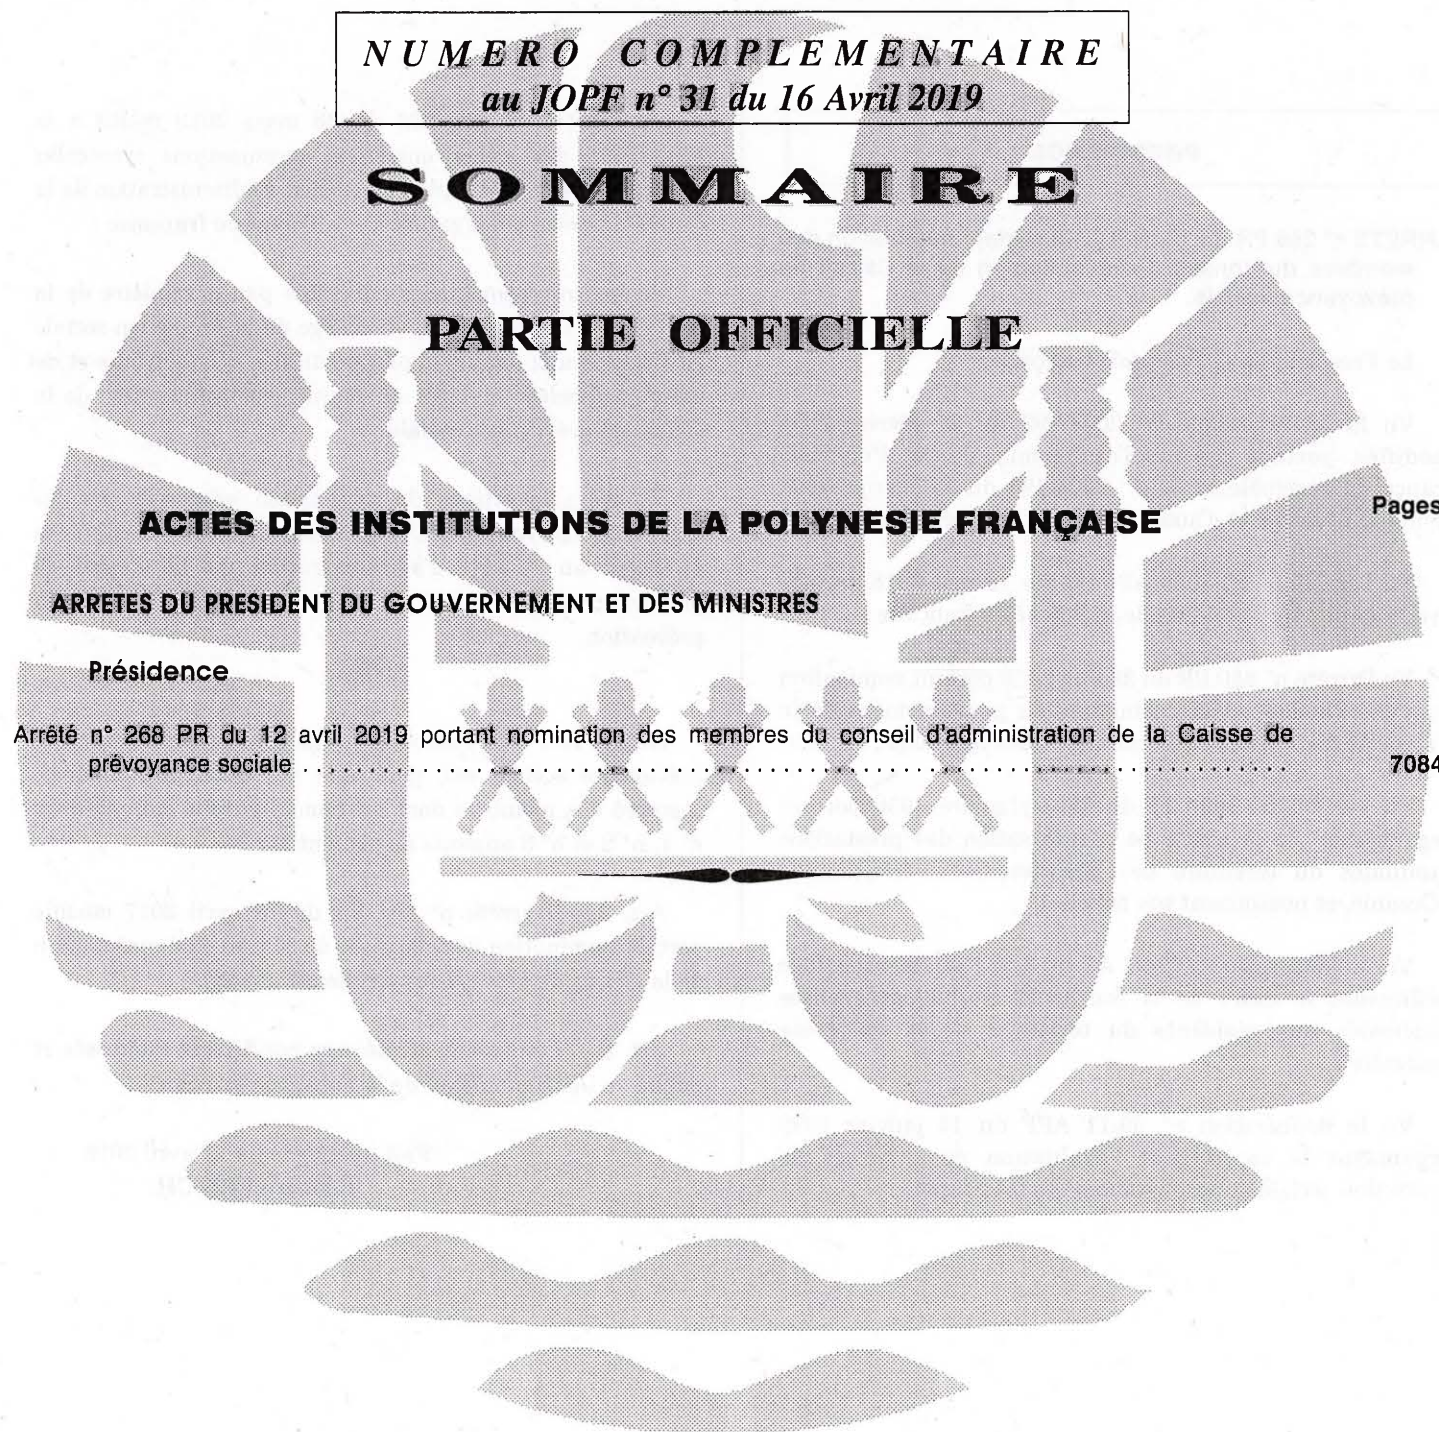 NUMERO COMPLEMENTAIRE
au JOPF n° 31 du 16 Avril 2019
SOMMAIRE
PARTIE OFFICIELLE
ACTES DES INSTITUTIONS DE LA POLYNESIE FRANÇAISE
Pages
ARRETES DU PRESIDENT DU GOUVERNEMENT ET DES MINISTRES
Présidence
Arrêté n° 268 PR du 12 avril 2019 portant nomination des membres du conseil d'administration de la Caisse de
prévoyance sociale ........ 7084